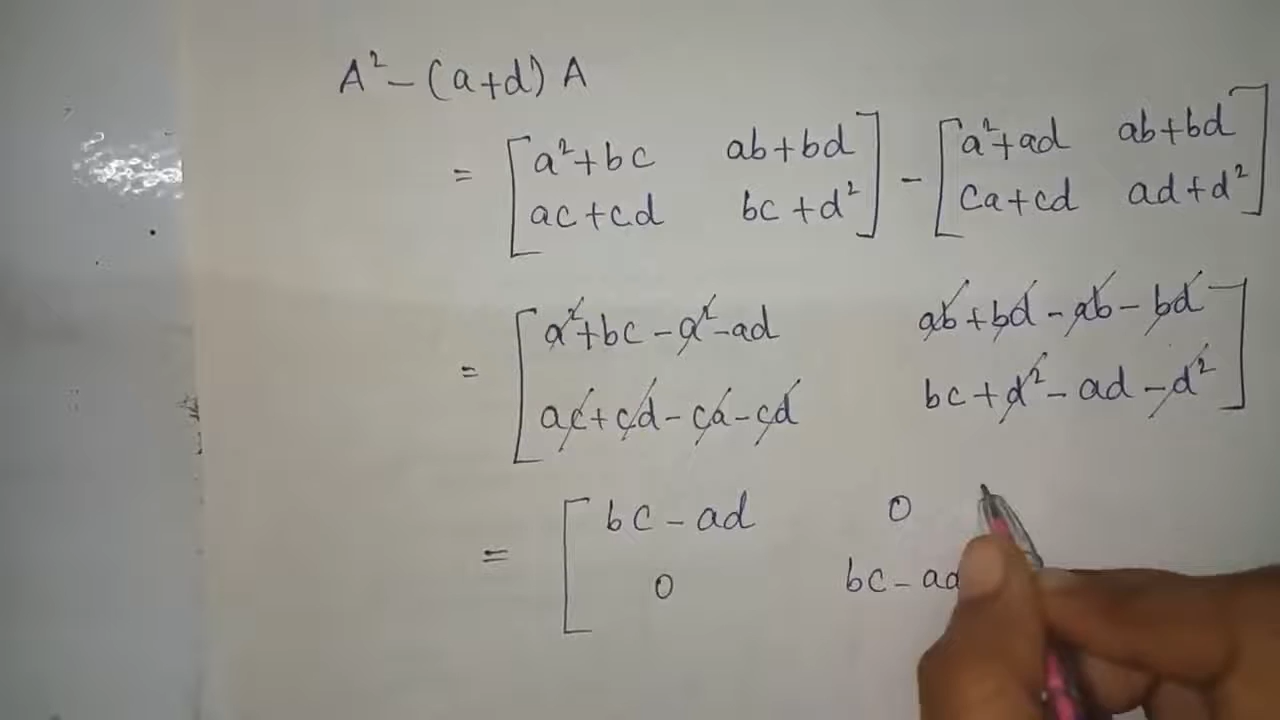 A² - (a+d) A
= [a²+bc ab+bd] - [a²+ad ab+bd]
[ac+cd bc+d²] [ca+cd ad+d²]
= [a²+bc-a²-ad ab+bd-ab-bd]
[ac+cd-ca-cd bc+d²-ad-d²]
= [bc-ad 0
[0 bc-ad